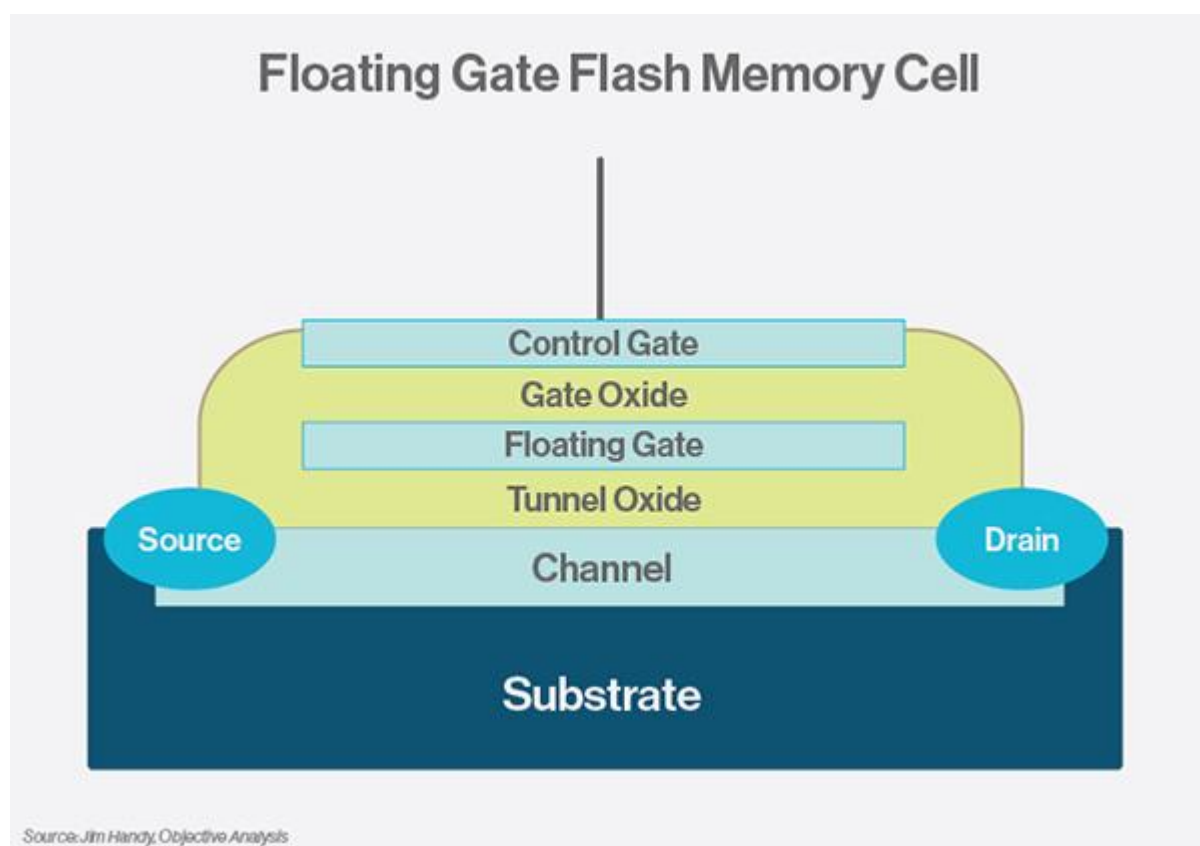 Floating Gate Flash Memory Cell
Control Gate
Gate Oxide
Floating Gate
Tunnel Oxide
Source
Drain
Channel
Substrate
Source: Jim Handy, Objective Analysis